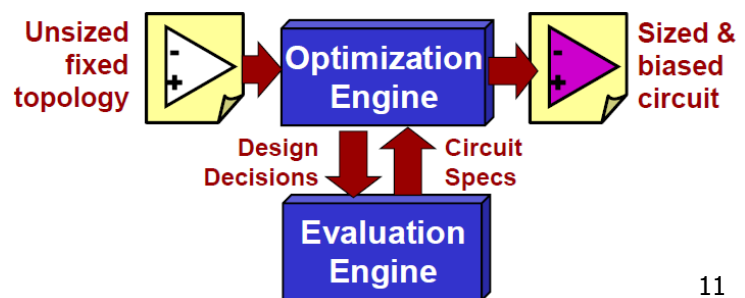 Unsized
fixed
topology
-
+
Optimization
Engine
-
+
Sized &
biased
circuit
Design
Decisions
Circuit
Specs
Evaluation
Engine
11